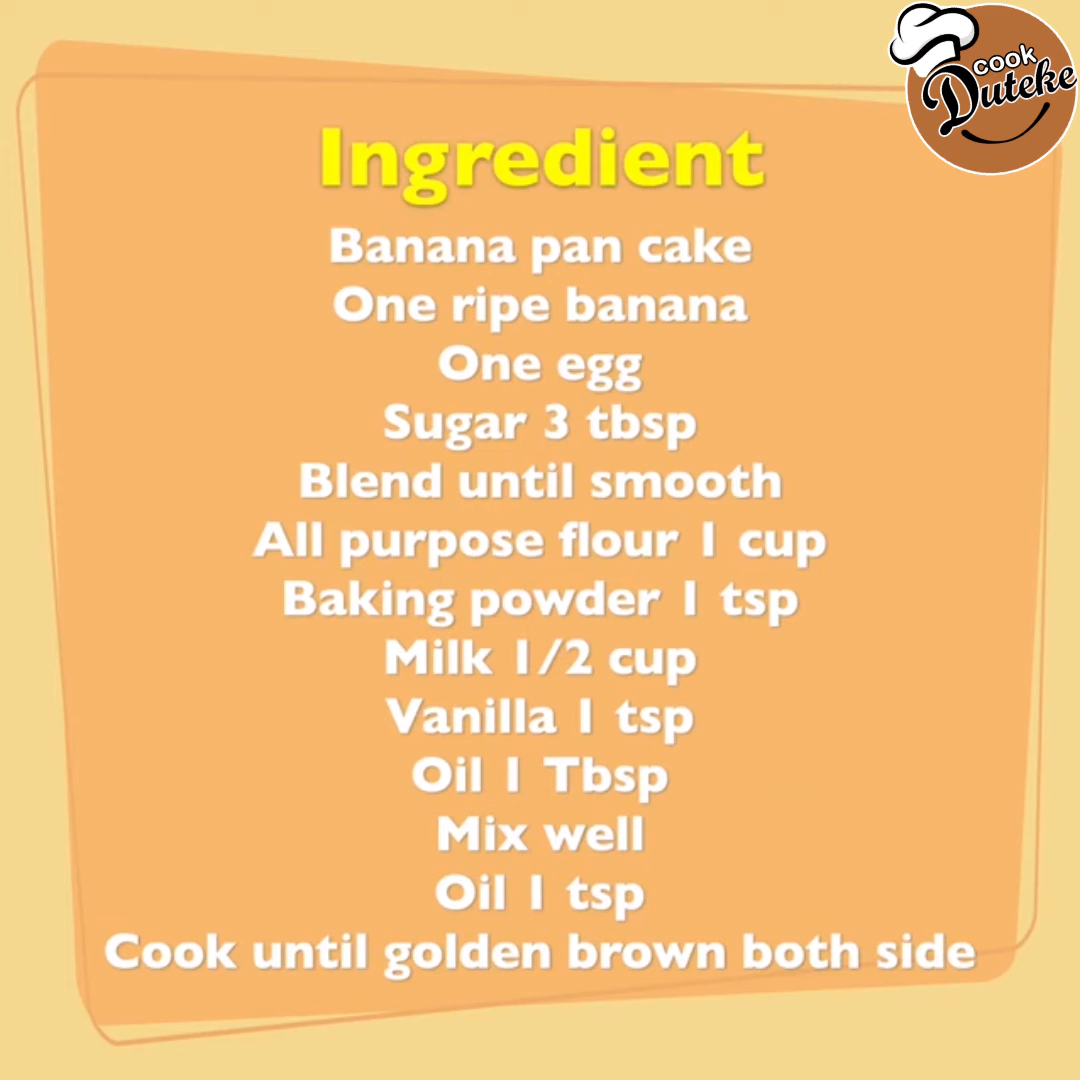 cook
Duteke
Ingredient
Banana pan cake
One ripe banana
One egg
Sugar 3 tbsp
Blend until smooth
All purpose flour 1 cup
Baking powder 1 tsp
Milk 1/2 cup
Vanilla 1 tsp
Oil 1 Tbsp
Mix well
Oil 1 tsp
Cook until golden brown both side